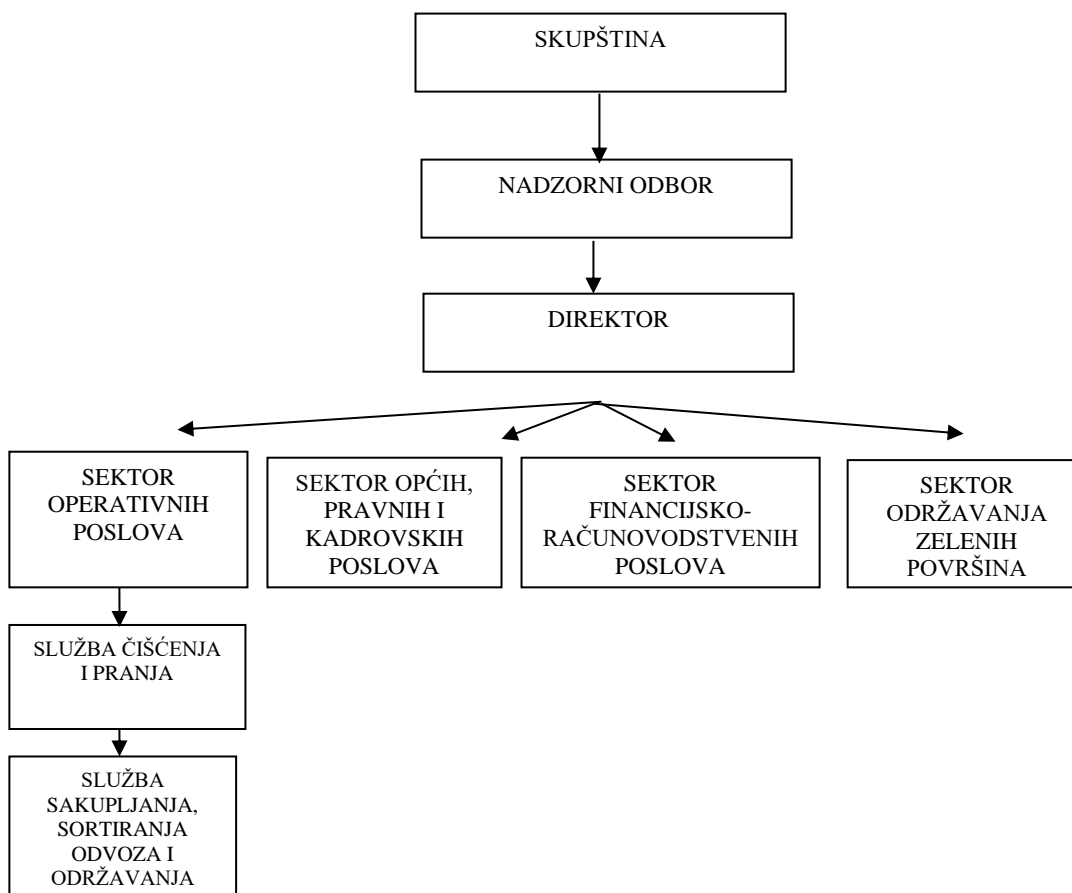 SKUPŠTINA
NADZORNI ODBOR
DIREKTOR
SEKTOR
OPERATIVNIH
POSLOVA
SEKTOR OPĆIH,
PRAVNIH I
KADROVSKIH
POSLOVA
SEKTOR
FINANCIJSKO-
RAČUNOVODSTVENIH
POSLOVA
SEKTOR
ODRŽAVANJA
ZELENIH
POVRŠINA
SLUŽBA ČIŠĆENJA
I PRANJA
SLUŽBA
SAKUPLJANJA,
SORTIRANJA
ODVOZA I
ODRŽAVANJA